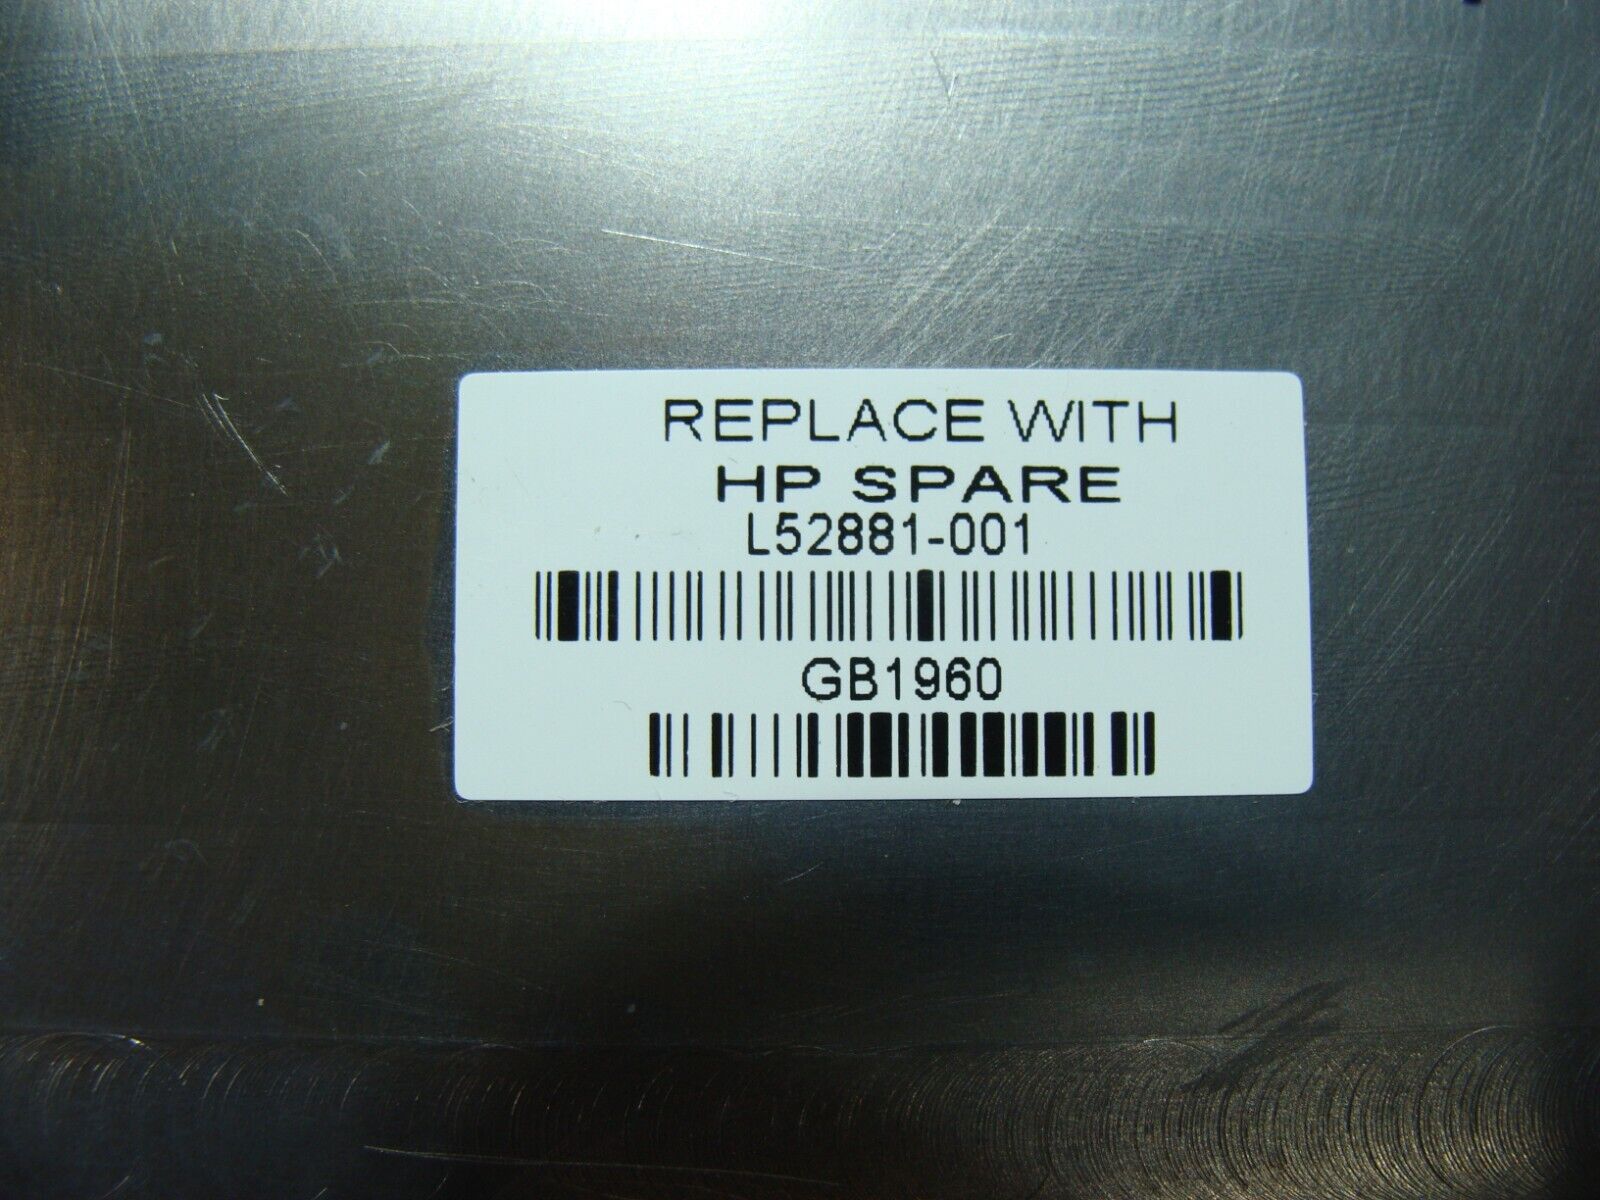 REPLACE WITH
HP SPARE
L52881-001
GB1960